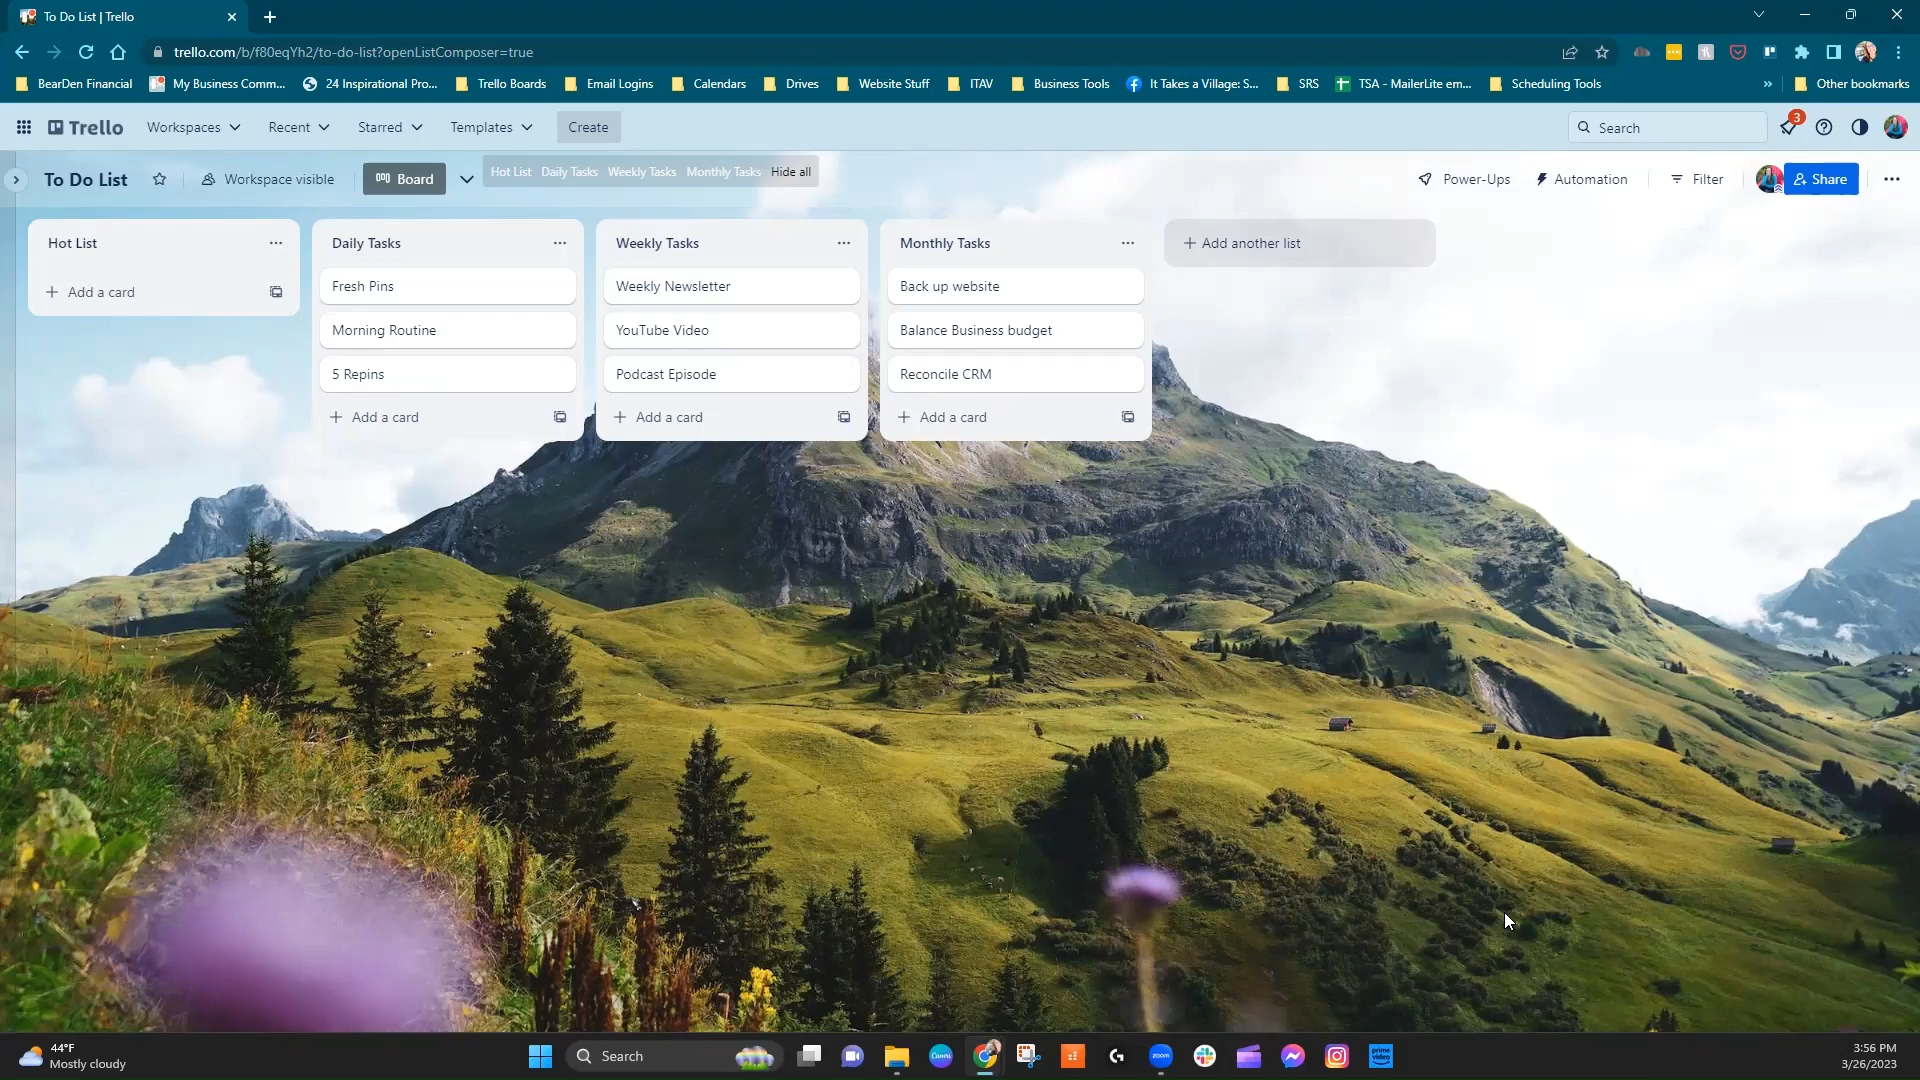 To Do List | Trello
trello.com/b/f80eqYh2/to-do-list?openListComposer=true
BearDen Financial
My Business Comm...
24 Inspirational Pro...
Trello Boards
Email Logins
Calendars
Drives
Website Stuff
ITAV
Business Tools
It Takes a Village: S...
SRS
TSA - MailerLite em...
Scheduling Tools
»
Other bookmarks
Trello
Workspaces
Recent
Starred
Templates
Create
Search
3
To Do List
Workspace visible
Board
Hot List Daily Tasks Weekly Tasks Monthly Tasks Hide all
Power-Ups
Automation
Filter
Share
Hot List
+ Add a card
Daily Tasks
Fresh Pins
Morning Routine
5 Repins
+ Add a card
Weekly Tasks
Weekly Newsletter
YouTube Video
Podcast Episode
+ Add a card
Monthly Tasks
Back up website
Balance Business budget
Reconcile CRM
+ Add a card
+ Add another list
44°F
Mostly cloudy
Search
Canva
zoom
prime video
3:56 PM
3/26/2023